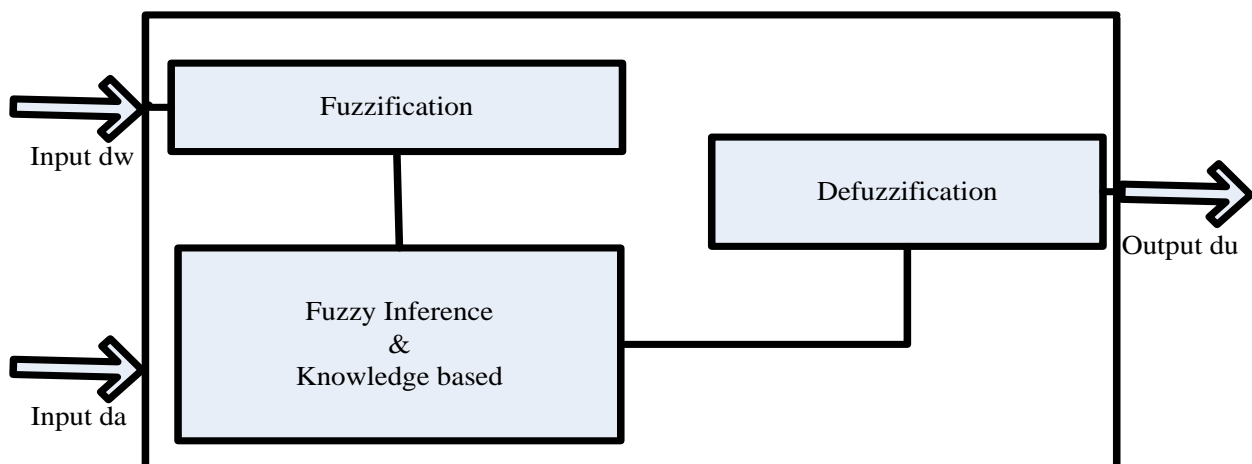 Fuzzification
Input dw
Defuzzification
Output du
Fuzzy Inference
&
Knowledge based
Input da